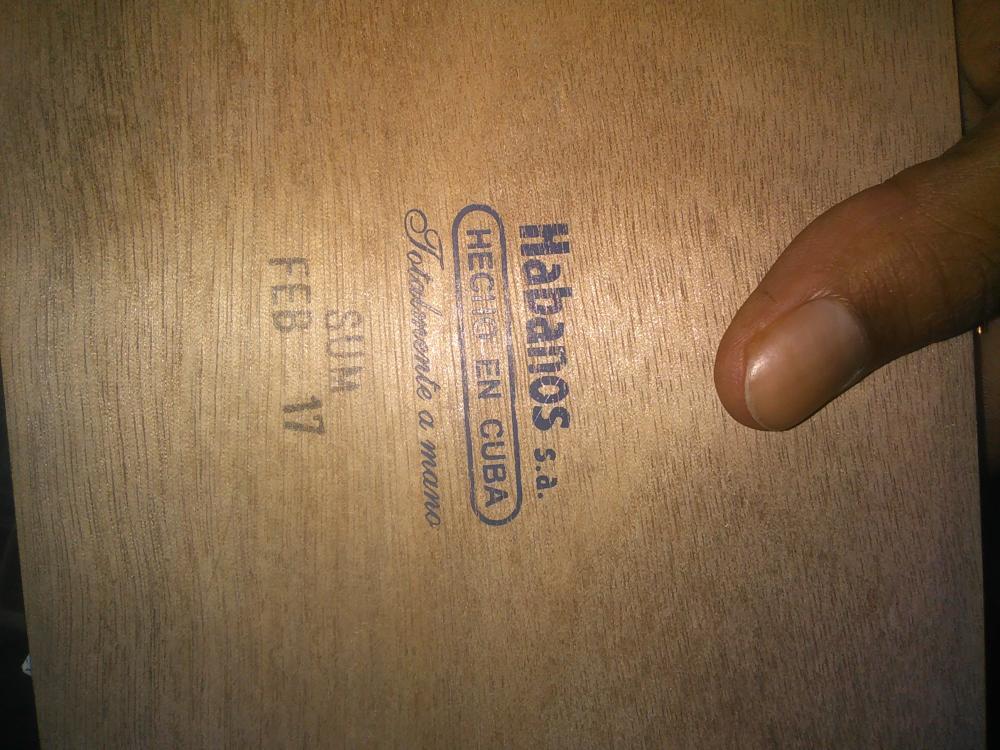 Habanos s.a.
HECHO EN CUBA
Totalmente a mano
SUM
FEB 17